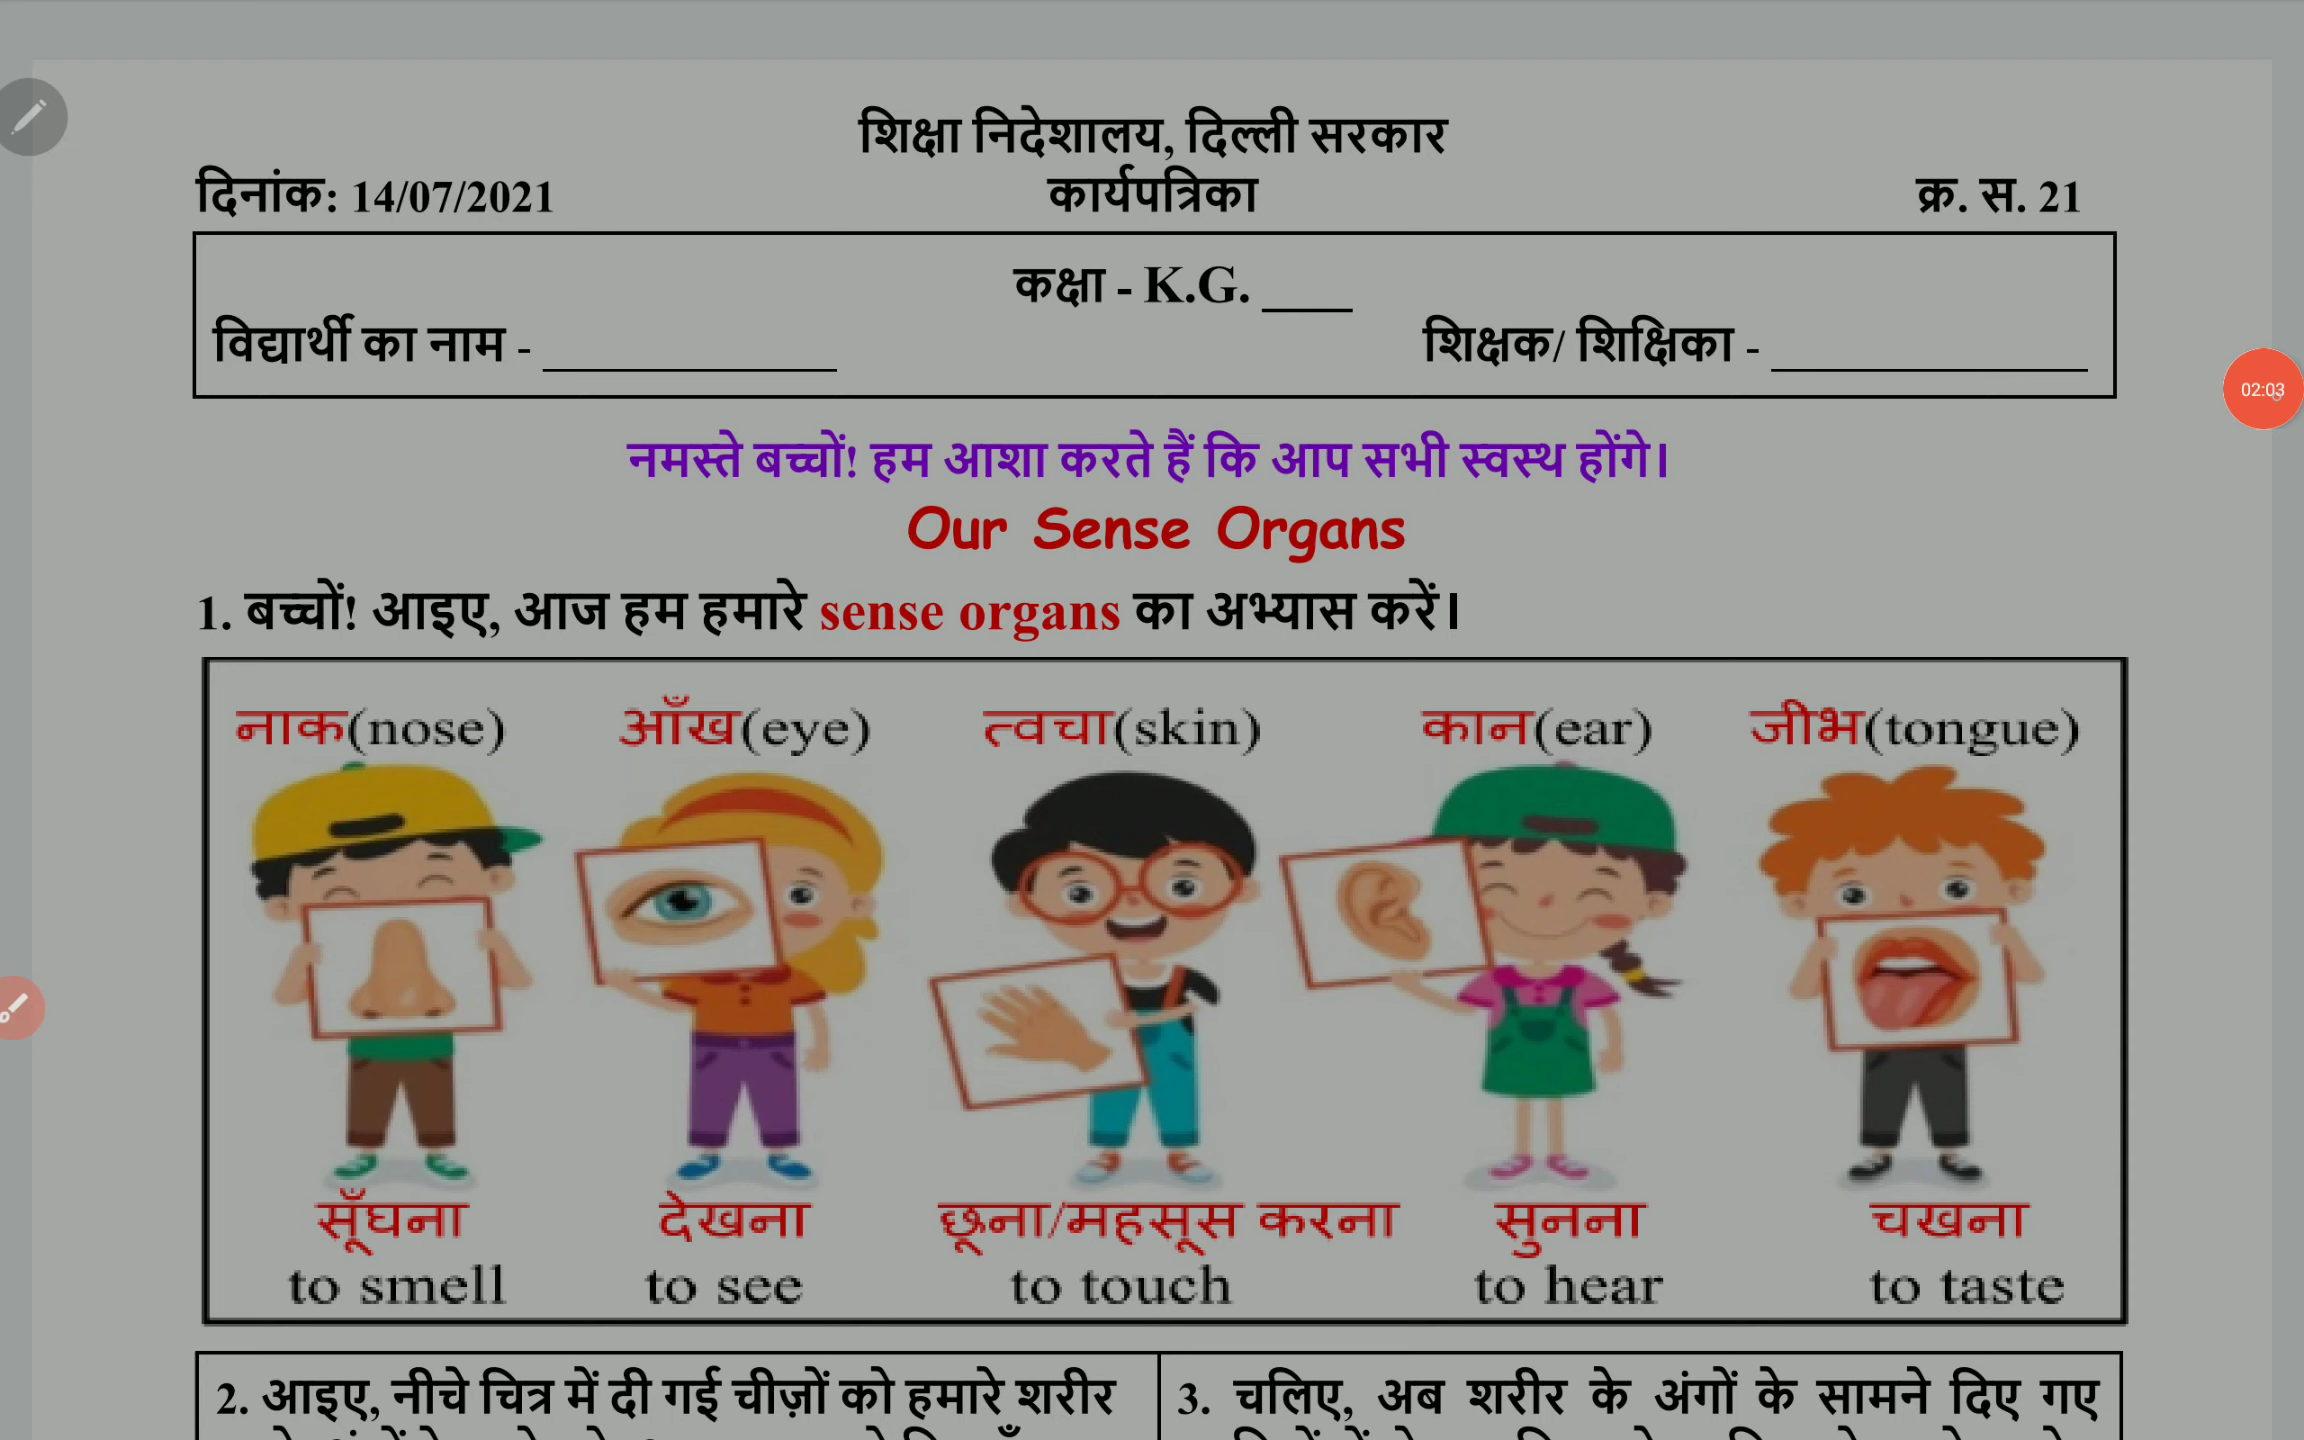 शिक्षा निदेशालय, दिल्ली सरकार
दिनांक: 14/07/2021 कार्यपत्रिका क्र. स. 21
कक्षा - K.G. ____
विद्यार्थी का नाम - ____________ शिक्षक/ शिक्षिका - _____________
02:03
नमस्ते बच्चों! हम आशा करते हैं कि आप सभी स्वस्थ होंगे।
Our Sense Organs
1. बच्चों! आइए, आज हम हमारे sense organs का अभ्यास करें।
नाक(nose) आँख(eye) त्वचा(skin) कान(ear) जीभ(tongue)
सूँघना देखना छूना/महसूस करना सुनना चखना
to smell to see to touch to hear to taste
2. आइए, नीचे चित्र में दी गई चीज़ों को हमारे शरीर
3. चलिए, अब शरीर के अंगों के सामने दिए गए